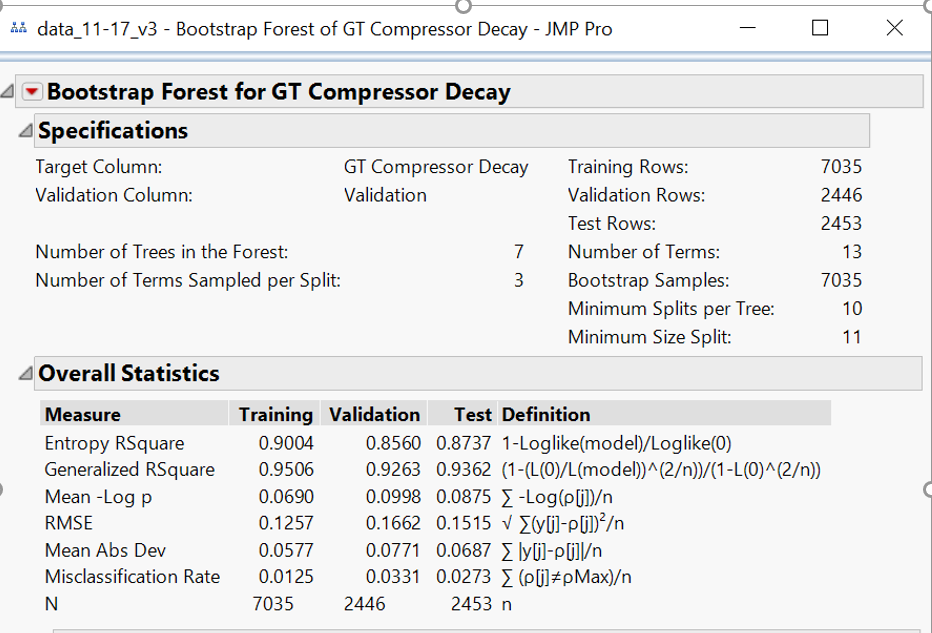 data_11-17_v3 - Bootstrap Forest of GT Compressor Decay - JMP Pro
Bootstrap Forest for GT Compressor Decay
Specifications
Target Column: GT Compressor Decay Training Rows: 7035
Validation Column: Validation Validation Rows: 2446
Test Rows: 2453
Number of Trees in the Forest: 7 Number of Terms: 13
Number of Terms Sampled per Split: 3 Bootstrap Samples: 7035
Minimum Splits per Tree: 10
Minimum Size Split: 11
Overall Statistics
Measure Training Validation Test Definition
Entropy RSquare 0.9004 0.8560 0.8737 1-Loglike(model)/Loglike(0)
Generalized RSquare 0.9506 0.9263 0.9362 (1-(L(0)/L(model))^(2/n))/(1-L(0)^(2/n))
Mean -Log p 0.0690 0.0998 0.0875 ∑ -Log(ρ[j])/n
RMSE 0.1257 0.1662 0.1515 √ ∑(y[j]-ρ[j])²/n
Mean Abs Dev 0.0577 0.0771 0.0687 ∑ |y[j]-ρ[j]|/n
Misclassification Rate 0.0125 0.0331 0.0273 ∑ (ρ[j]≠ρMax)/n
N 7035 2446 2453 n